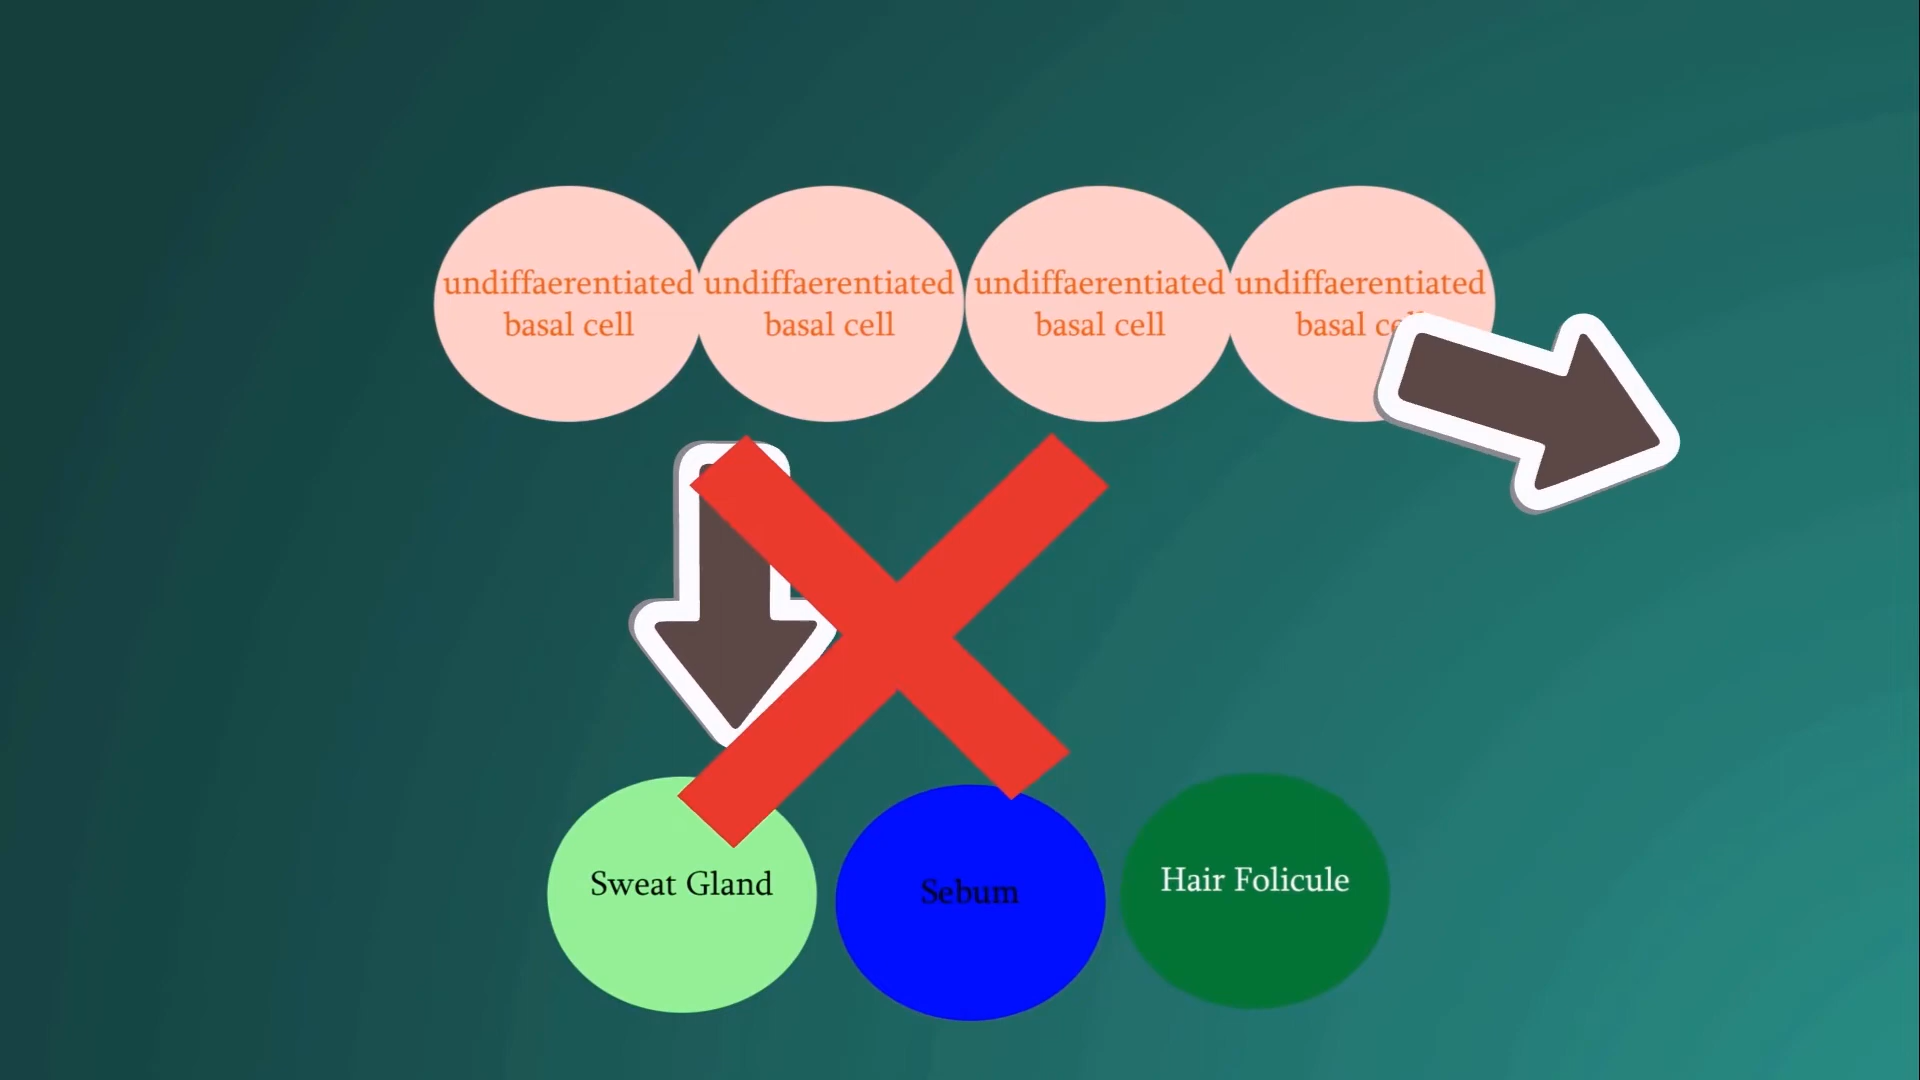 undiffaerentiated undiffaerentiated undiffaerentiated undiffaerentiated
basal cell basal cell basal cell basal
Sweat Gland Sebum Hair Folicule